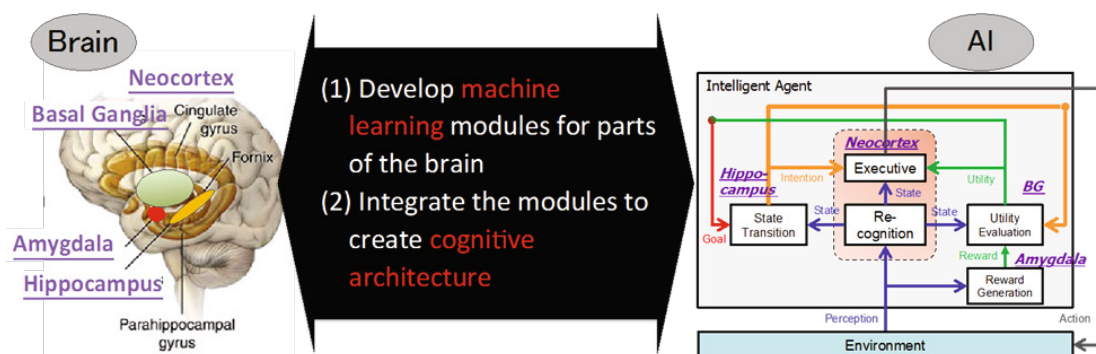 Brain
Neocortex
Basal Ganglia
Cingulate
gyrus
Fornix
Amygdala
Hippocampus
Parahippocampal
gyrus
(1) Develop machine
learning modules for parts
of the brain
(2) Integrate the modules to
create cognitive
architecture
AI
Intelligent Agent
Neocortex
Executive
Hippo-
campus
Intention
Utility
BG
State
State
Transition
State
Re-
cognition
State
Utility
Evaluation
Goal
Reward
Amygdala
Reward
Generation
Perception
Action
Environment